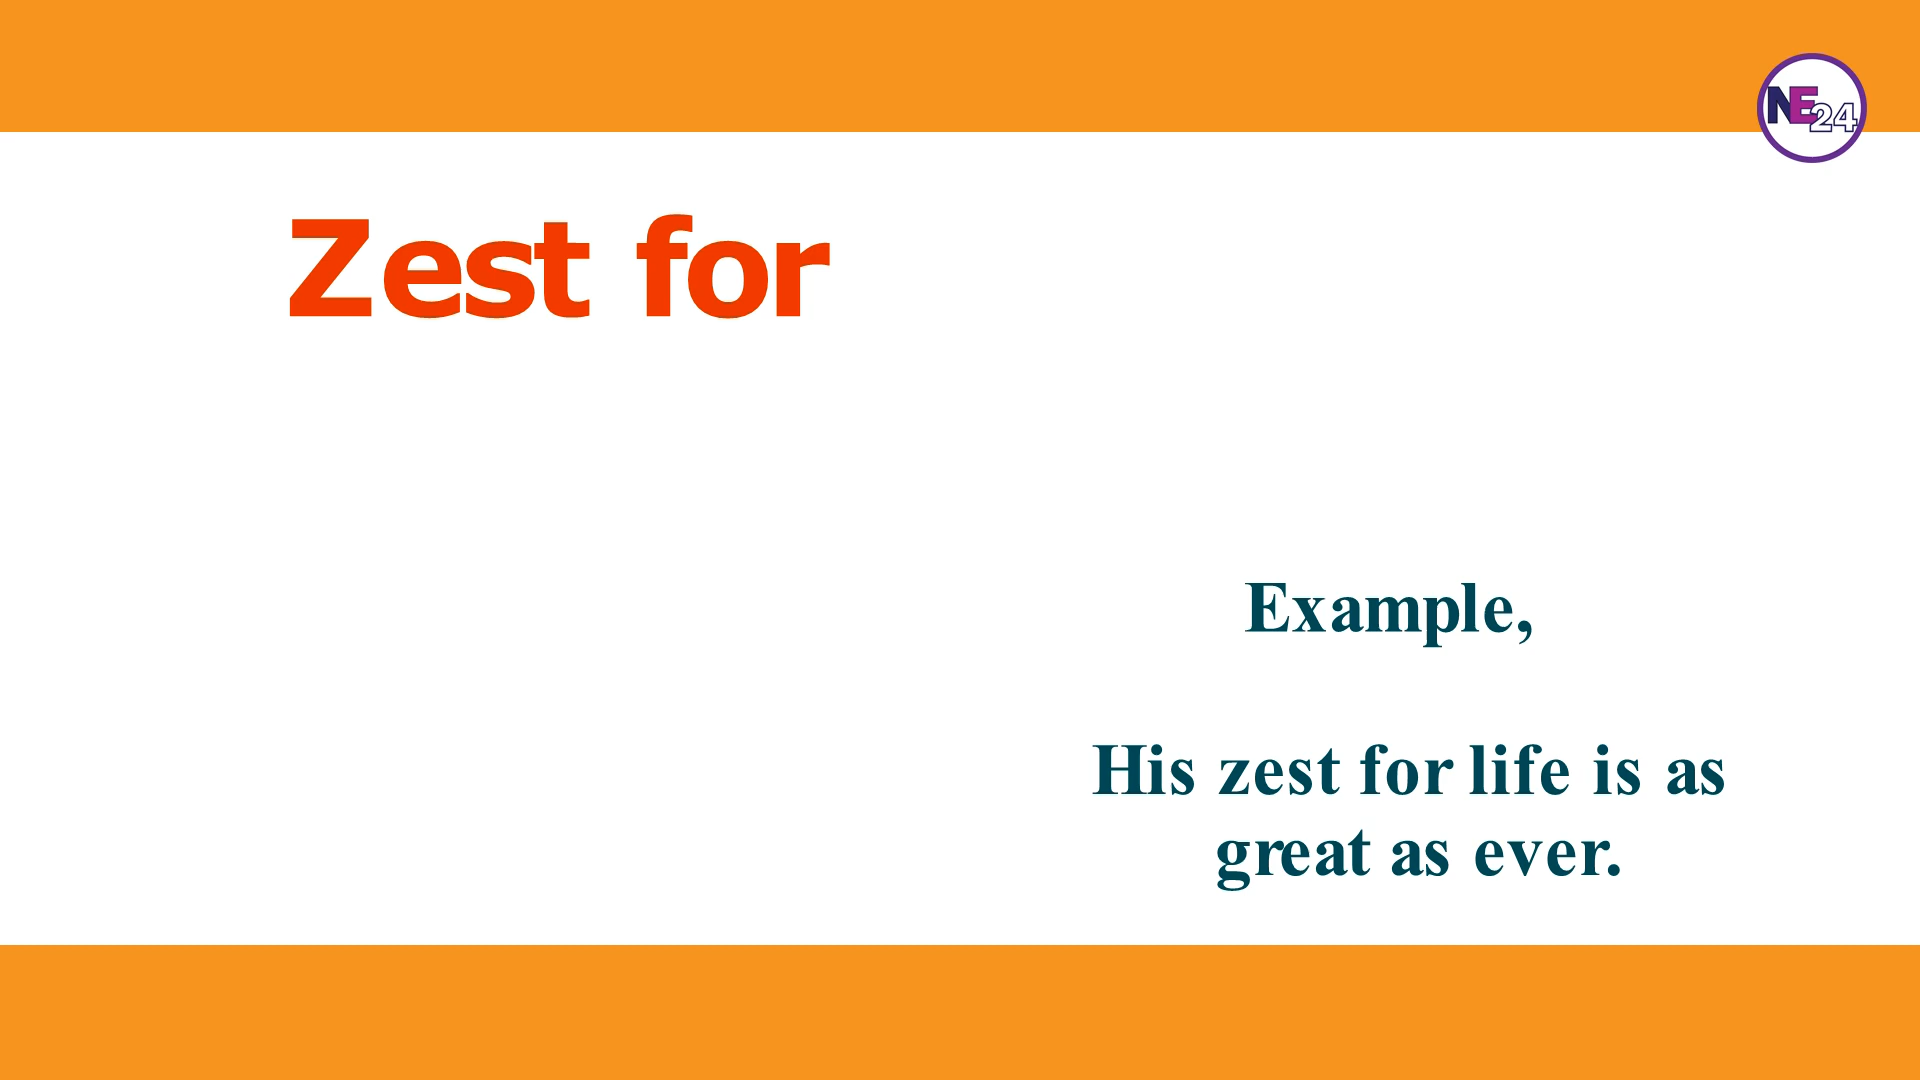 NE24
Zest for
Example,
His zest for life is as
great as ever.